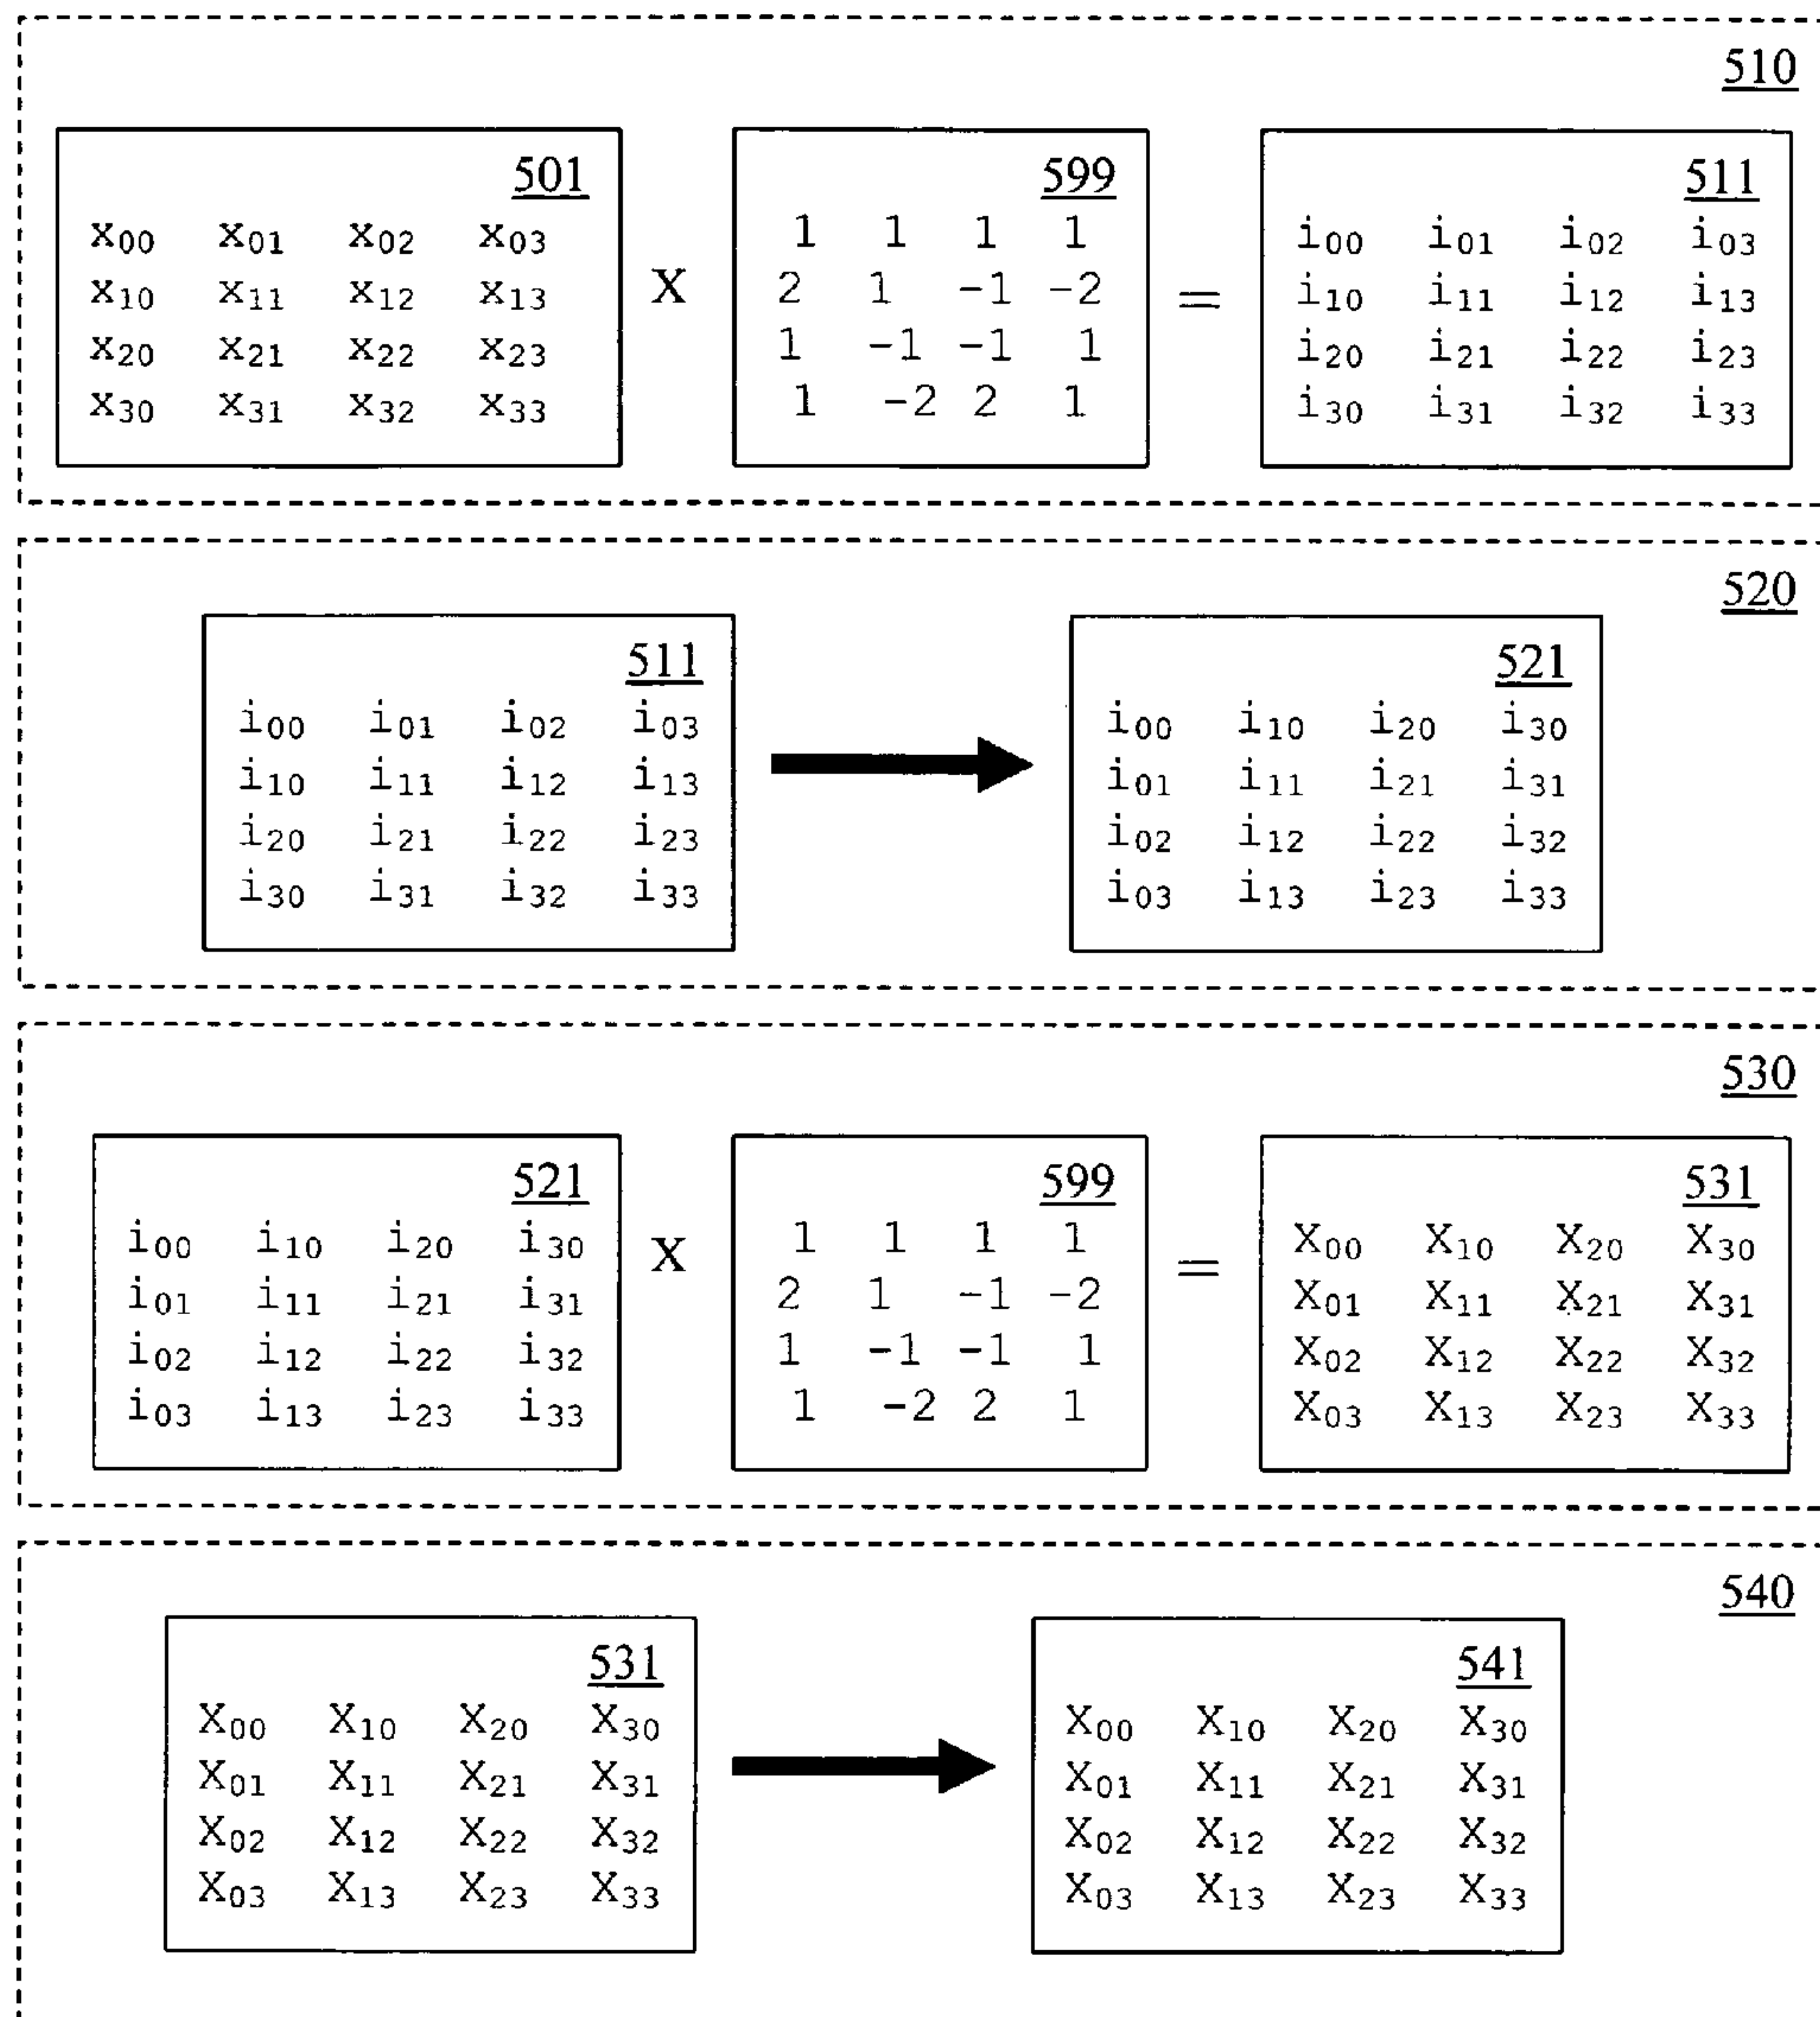 510
501 599 511
x00 x01 x02 x03 1 1 1 1 i00 i01 i02 i03
x10 x11 x12 x13 X 2 1 -1 -2 = i10 i11 i12 i13
x20 x21 x22 x23 1 -1 -1 1 i20 i21 i22 i23
x30 x31 x32 x33 1 -2 2 1 i30 i31 i32 i33
520
511 521
i00 i01 i02 i03 i00 i10 i20 i30
i10 i11 i12 i13 i01 i11 i21 i31
i20 i21 i22 i23 i02 i12 i22 i32
i30 i31 i32 i33 i03 i13 i23 i33
530
521 599 531
i00 i10 i20 i30 X 1 1 1 1 X00 X10 X20 X30
i01 i11 i21 i31 2 1 -1 -2 = X01 X11 X21 X31
i02 i12 i22 i32 1 -1 -1 1 X02 X12 X22 X32
i03 i13 i23 i33 1 -2 2 1 X03 X13 X23 X33
540
531 541
X00 X10 X20 X30 X00 X10 X20 X30
X01 X11 X21 X31 X01 X11 X21 X31
X02 X12 X22 X32 X02 X12 X22 X32
X03 X13 X23 X33 X03 X13 X23 X33